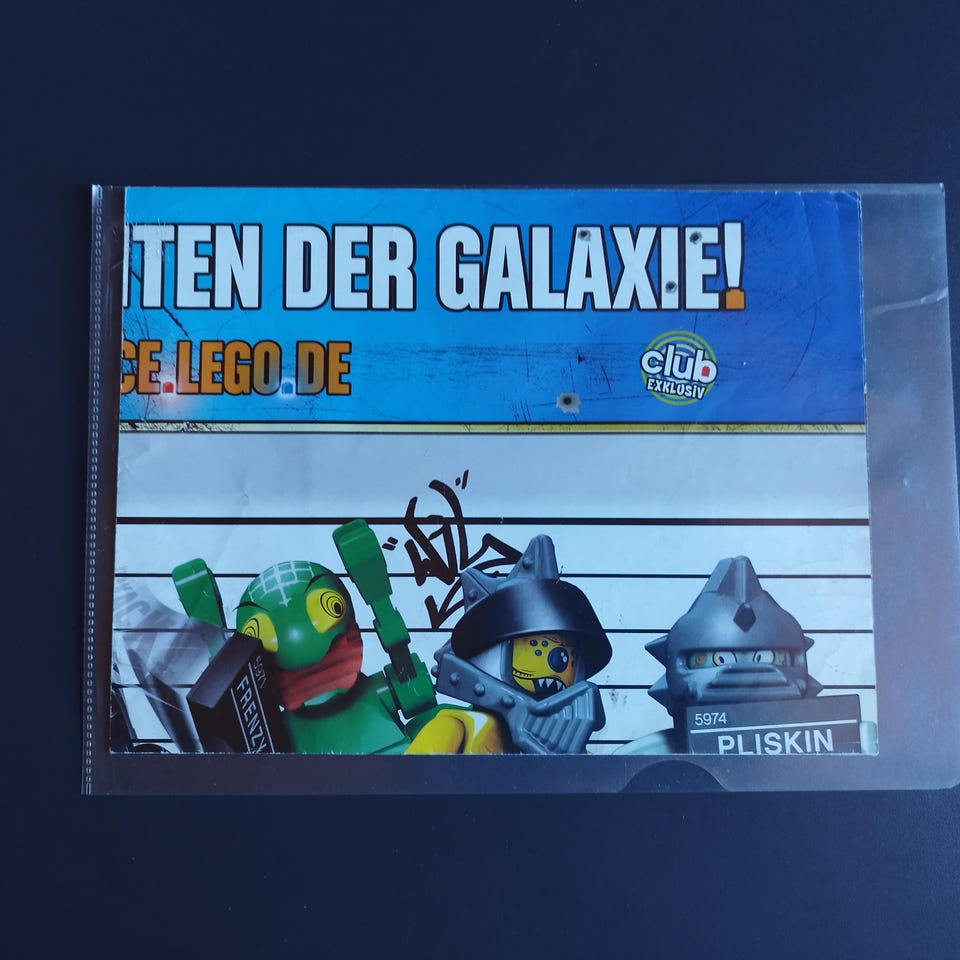 TEN DER GALAXIE!
CE.LEGO.DE
club
EXKLUSiV
FRENZY
5974
PLISKIN